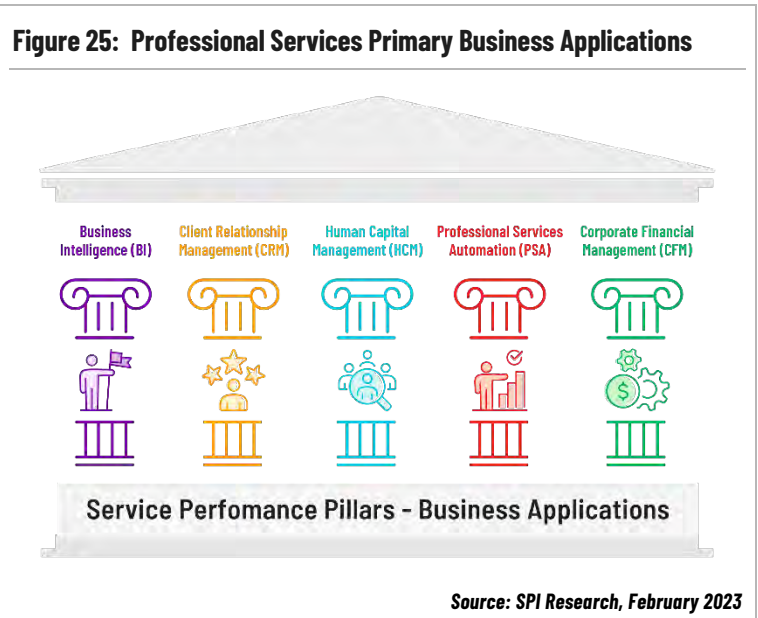 Figure 25: Professional Services Primary Business Applications
Business
Intelligence (BI)
Client Relationship
Management (CRM)
Human Capital
Management (HCM)
Professional Services
Automation (PSA)
Corporate Financial
Management (CFM)
$
Service Perfomance Pillars - Business Applications
Source: SPI Research, February 2023